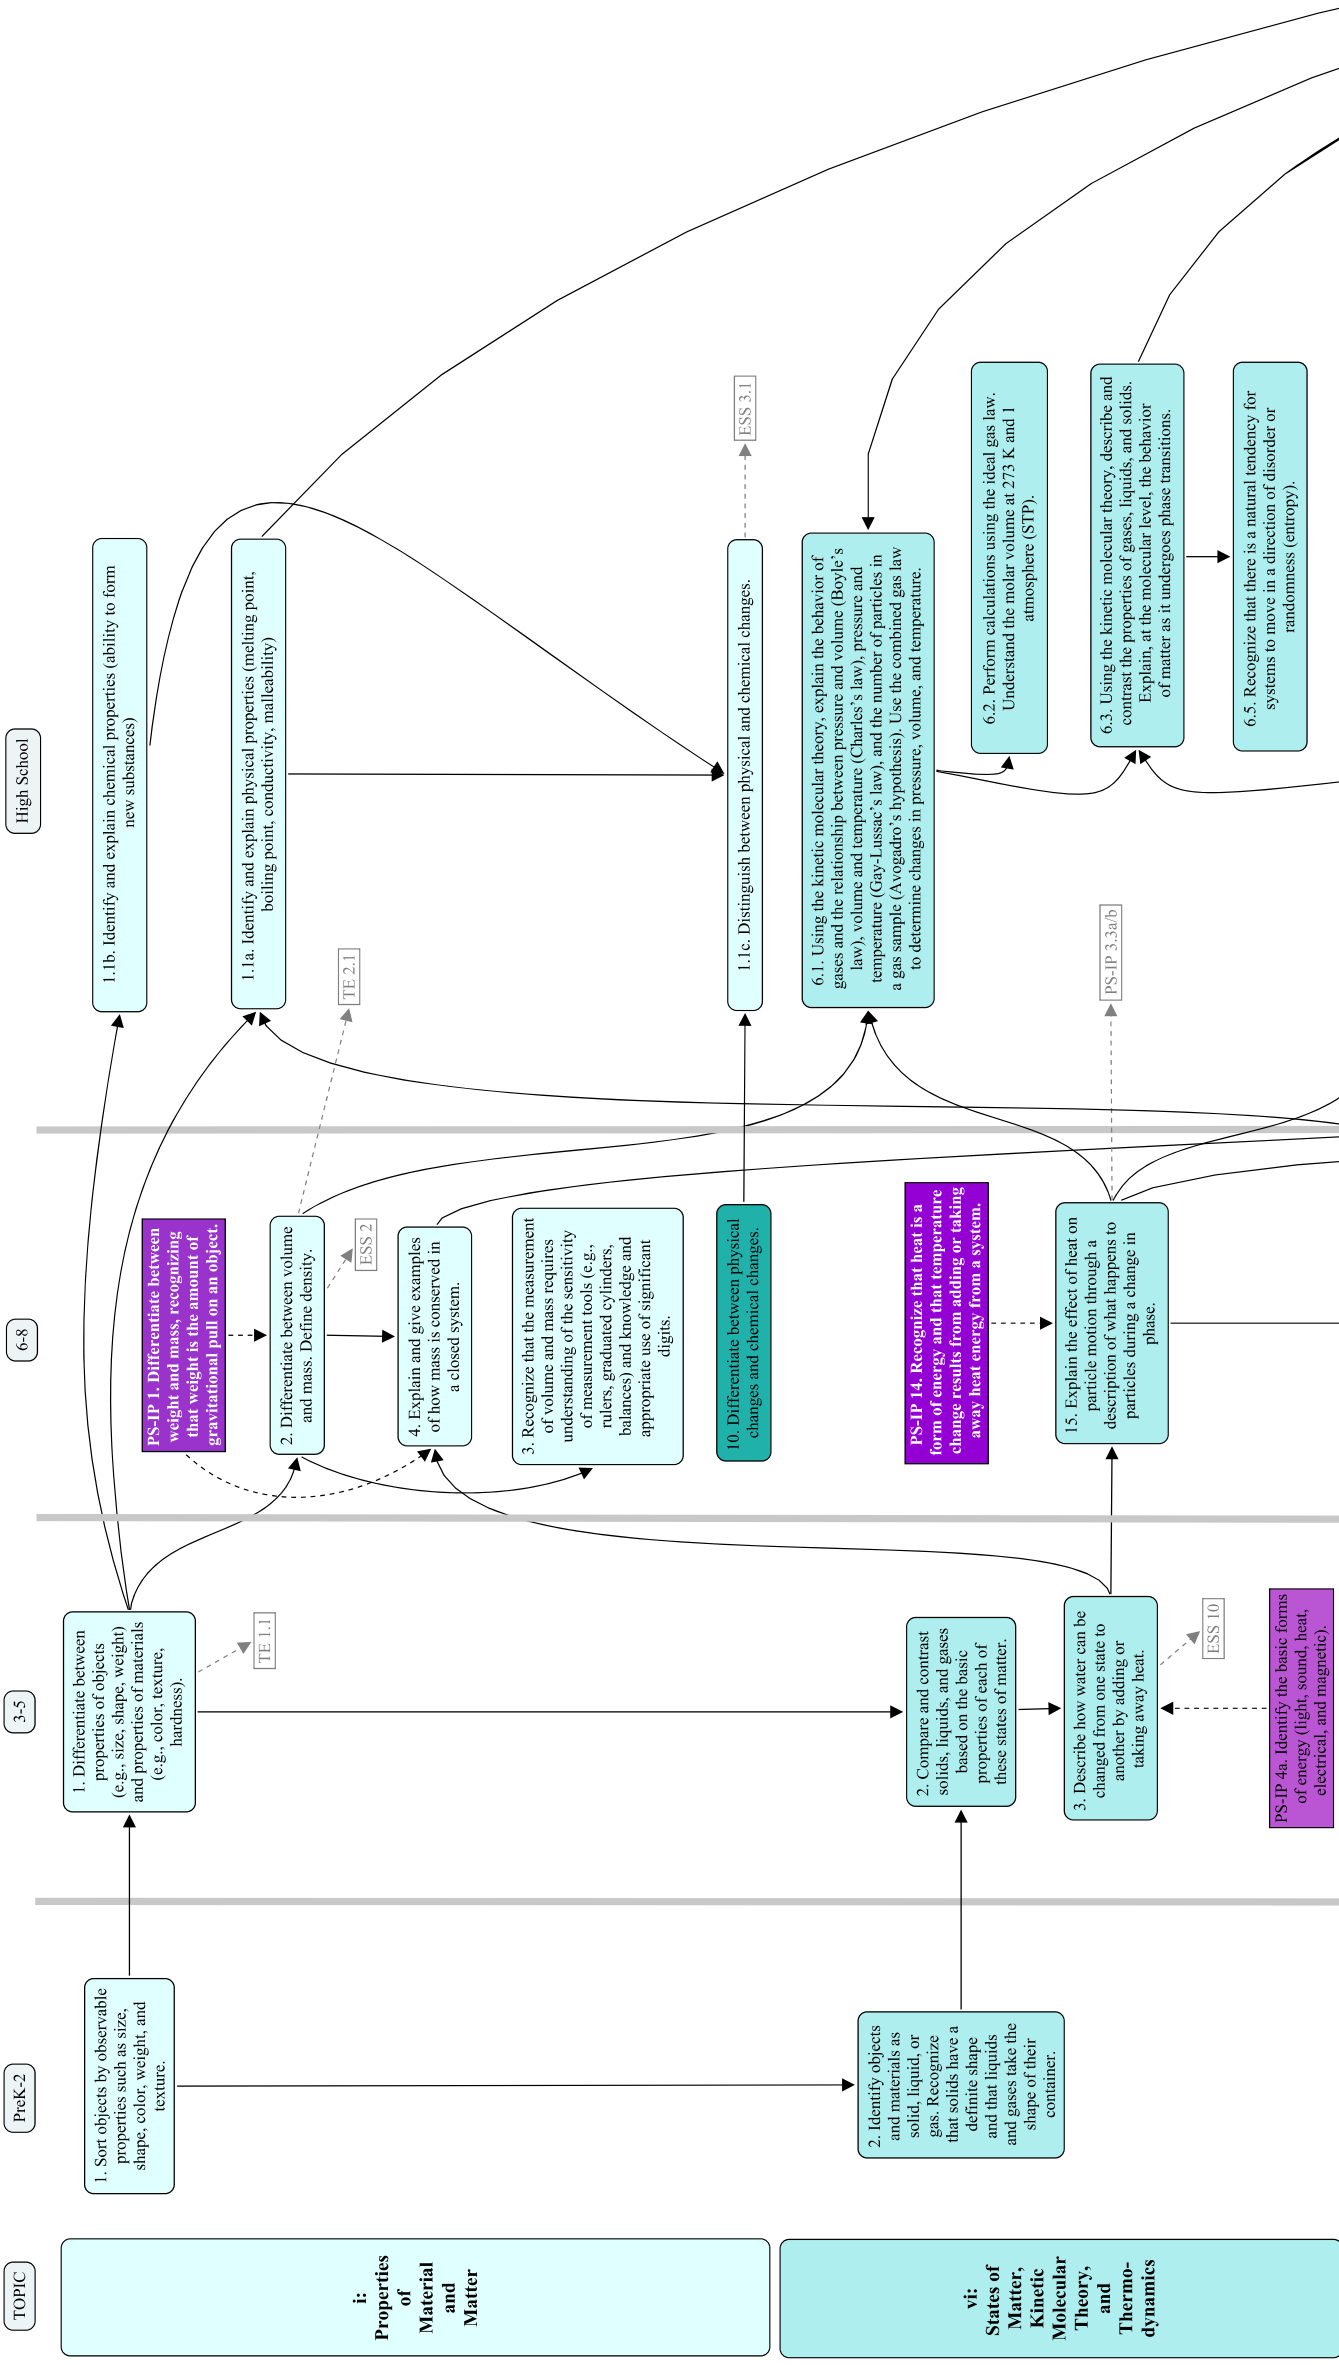 TOPIC
PreK-2
3-5
6-8
High School
i:
Properties
of
Material
and
Matter
1. Sort objects by observable
properties such as size,
shape, color, weight, and
texture.
1. Differentiate between
properties of objects
(e.g., size, shape, weight)
and properties of materials
(e.g., color, texture,
hardness).
TE 1.1
PS-IP 1. Differentiate between
weight and mass, recognizing
that weight is the amount of
gravitational pull on an object.
2. Differentiate between volume
and mass. Define density.
TE 2.1
ESS 2
4. Explain and give examples
of how mass is conserved in
a closed system.
3. Recognize that the measurement
of volume and mass requires
understanding of the sensitivity
of measurement tools (e.g.,
rulers, graduated cylinders,
balances) and knowledge and
appropriate use of significant
digits.
10. Differentiate between physical
changes and chemical changes.
1.1b. Identify and explain chemical properties (ability to form
new substances)
1.1a. Identify and explain physical properties (melting point,
boiling point, conductivity, malleability)
1.1c. Distinguish between physical and chemical changes.
ESS 3.1
vi:
States of
Matter,
Kinetic
Molecular
Theory,
and
Thermo-
dynamics
2. Identify objects
and materials as
solid, liquid, or
gas. Recognize
that solids have a
definite shape
and that liquids
and gases take the
shape of their
container.
2. Compare and contrast
solids, liquids, and gases
based on the basic
properties of each of
these states of matter.
3. Describe how water can be
changed from one state to
another by adding or
taking away heat.
ESS 10
PS-IP 4a. Identify the basic forms
of energy (light, sound, heat,
electrical, and magnetic).
PS-IP 14. Recognize that heat is a
form of energy and that temperature
change results from adding or taking
away heat energy from a system.
15. Explain the effect of heat on
particle motion through a
description of what happens to
particles during a change in
phase.
PS-IP 3.3a/b
6.1. Using the kinetic molecular theory, explain the behavior of
gases and the relationship between pressure and volume (Boyle's
law), volume and temperature (Charles's law), pressure and
temperature (Gay-Lussac's law), and the number of particles in
a gas sample (Avogadro's hypothesis). Use the combined gas law
to determine changes in pressure, volume, and temperature.
6.2. Perform calculations using the ideal gas law.
Understand the molar volume at 273 K and 1
atmosphere (STP).
6.3. Using the kinetic molecular theory, describe and
contrast the properties of gases, liquids, and solids.
Explain, at the molecular level, the behavior
of matter as it undergoes phase transitions.
6.5. Recognize that there is a natural tendency for
systems to move in a direction of disorder or
randomness (entropy).